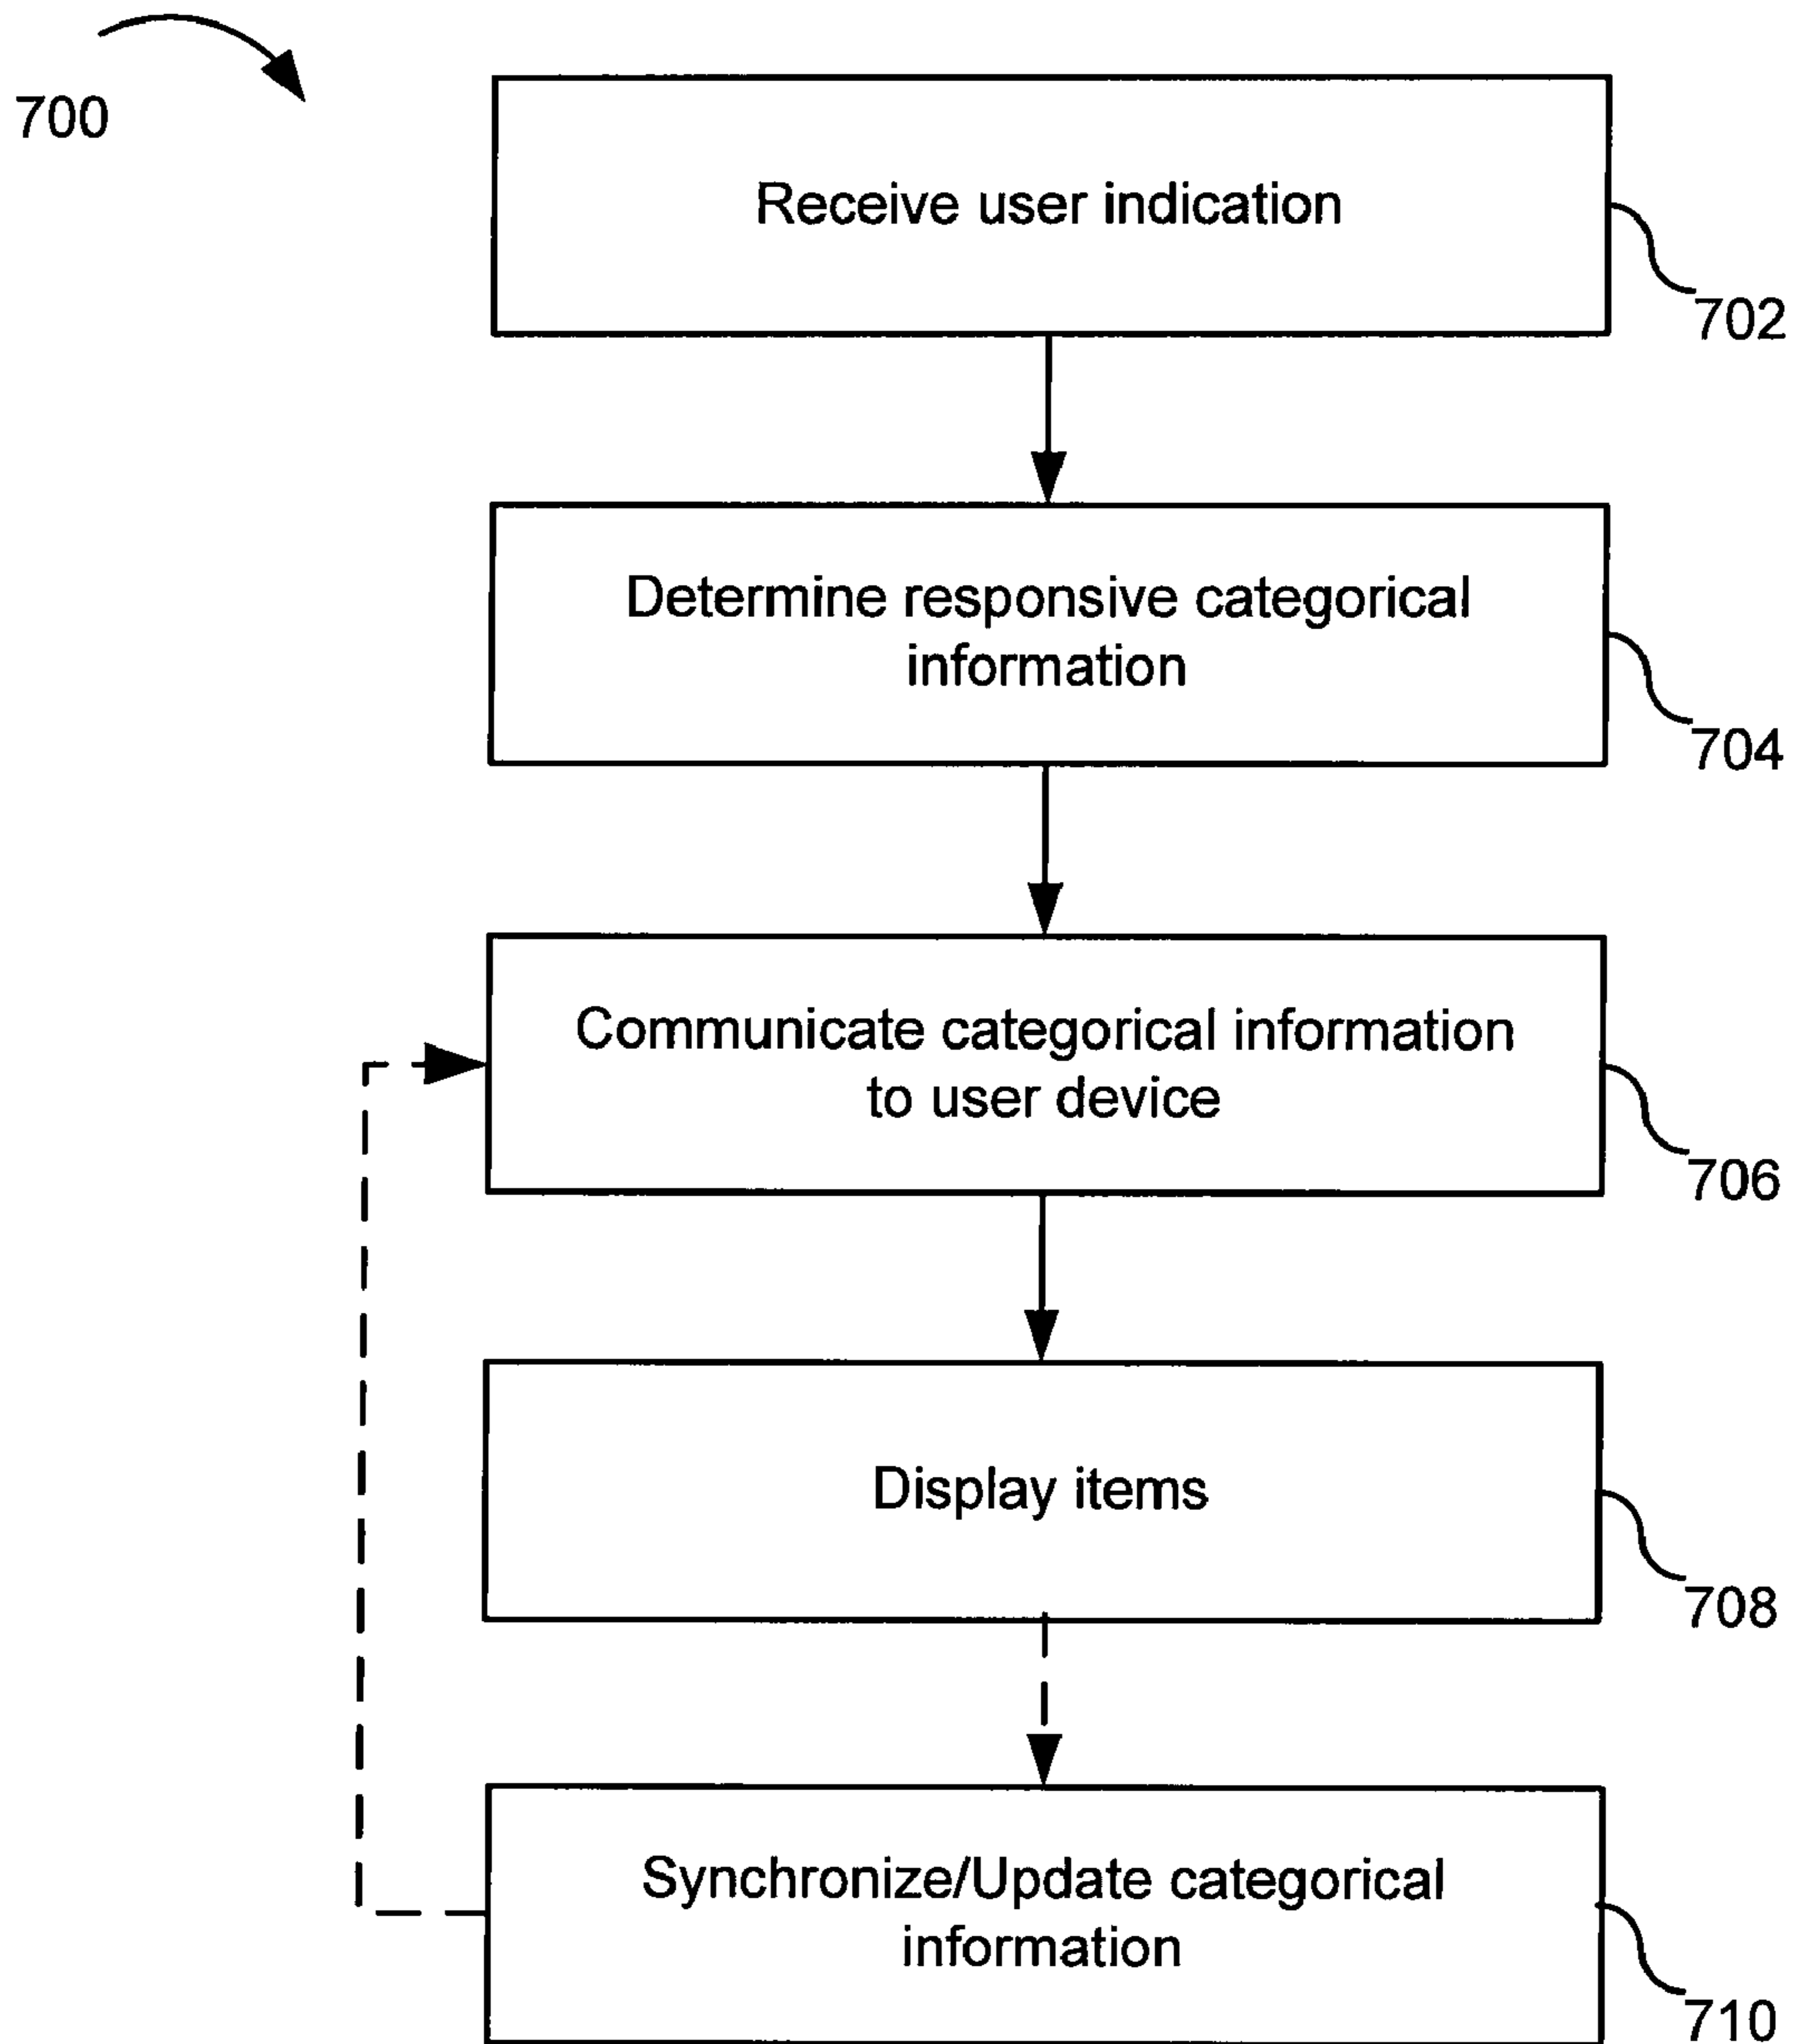 700
Receive user indication
702
Determine responsive categorical
information
704
Communicate categorical information
to user device
706
Display items
708
Synchronize/Update categorical
information
710